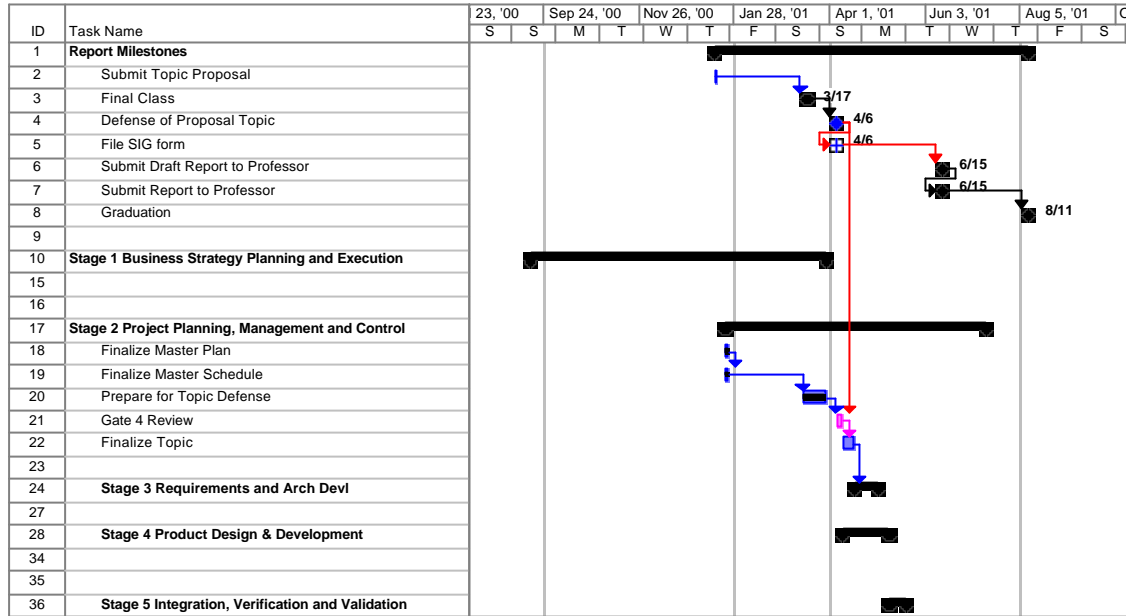 23, '00 Sep 24, '00 Nov 26, '00 Jan 28, '01 Apr 1, '01 Jun 3, '01 Aug 5, '01
ID Task Name S S M T W T F S S M T W T F S
1 Report Milestones
2 Submit Topic Proposal
3 Final Class 3/17
4 Defense of Proposal Topic 4/6
5 File SIG form 4/6
6 Submit Draft Report to Professor 6/15
7 Submit Report to Professor 6/15
8 Graduation 8/11
9
10 Stage 1 Business Strategy Planning and Execution
15
16
17 Stage 2 Project Planning, Management and Control
18 Finalize Master Plan
19 Finalize Master Schedule
20 Prepare for Topic Defense
21 Gate 4 Review
22 Finalize Topic
23
24 Stage 3 Requirements and Arch Devl
27
28 Stage 4 Product Design & Development
34
35
36 Stage 5 Integration, Verification and Validation